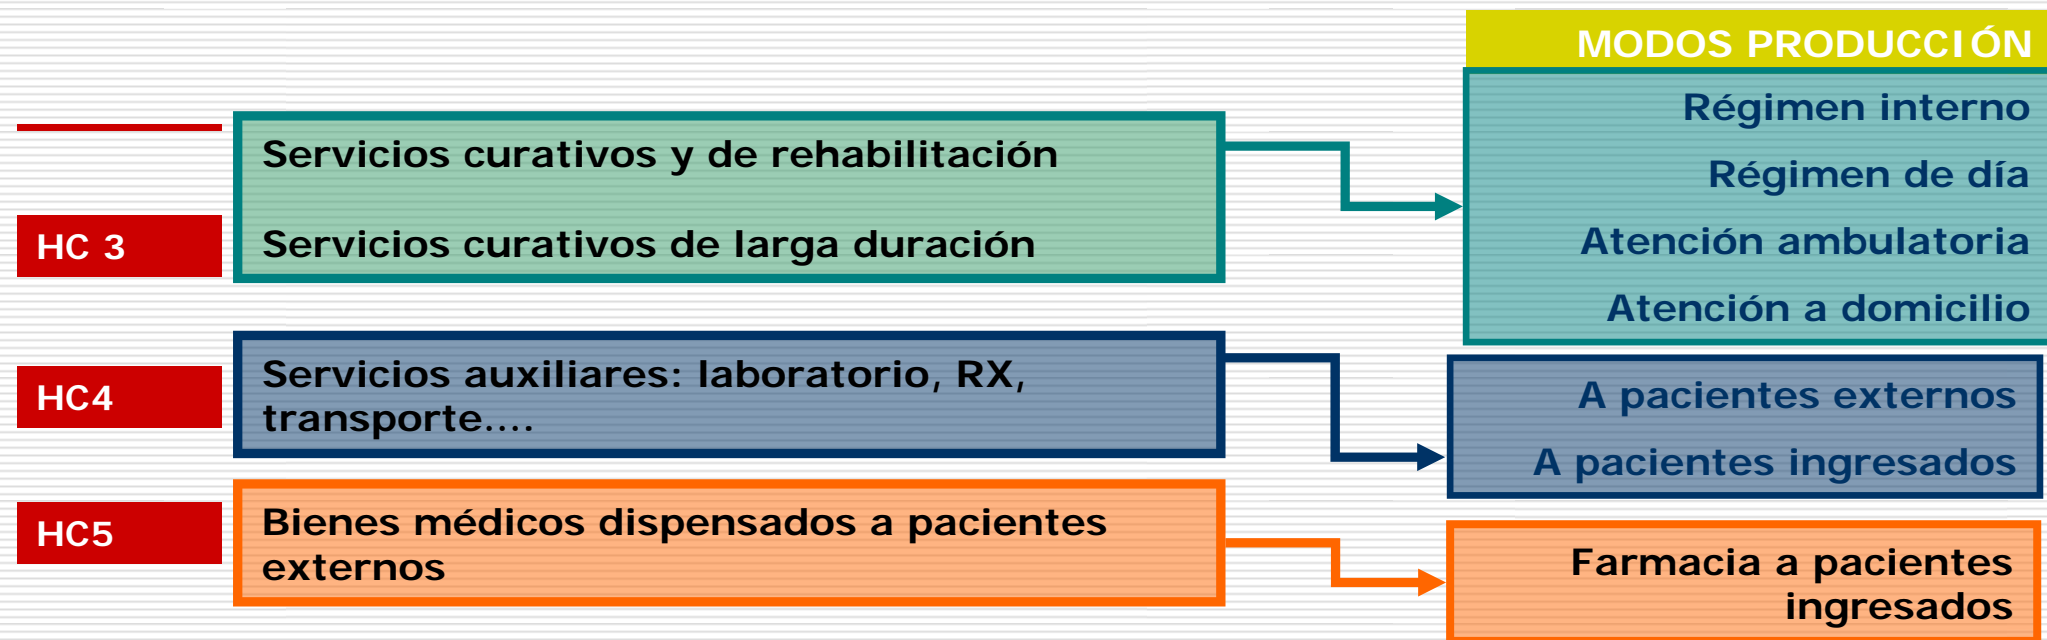 MODOS PRODUCCIÓN
Servicios curativos y de rehabilitación
HC 3
Servicios curativos de larga duración
Régimen interno
Régimen de día
Atención ambulatoria
Atención a domicilio
HC4
Servicios auxiliares: laboratorio, RX,
transporte....
A pacientes externos
A pacientes ingresados
HC5
Bienes médicos dispensados a pacientes
externos
Farmacia a pacientes
ingresados